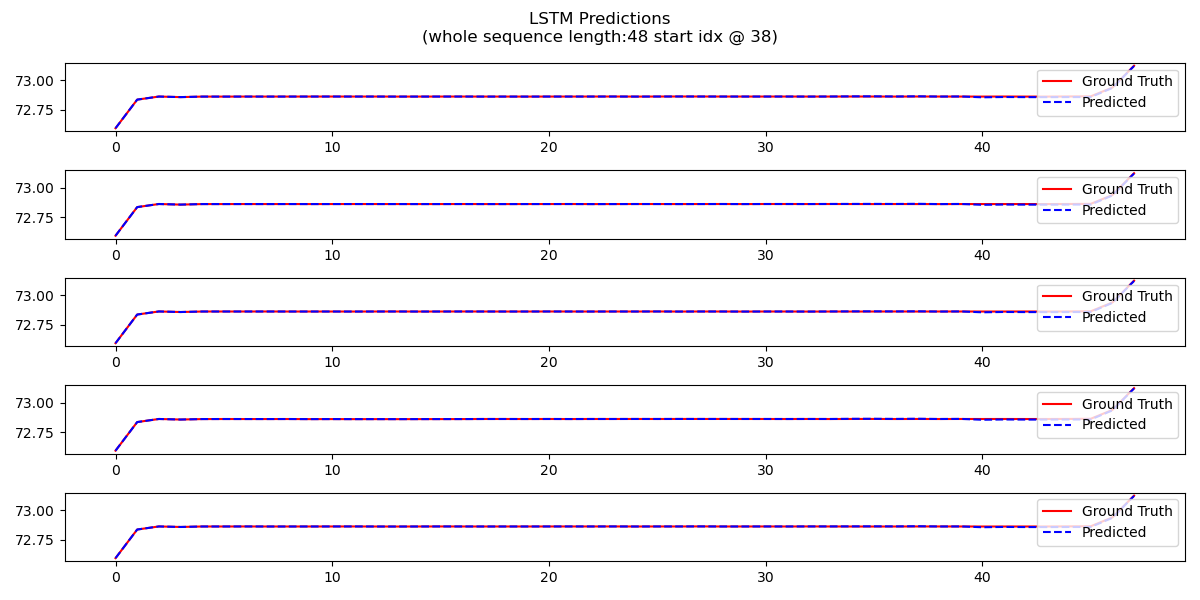 LSTM Predictions
(whole sequence length:48 start idx @ 38)
73.00
72.75
Ground Truth
Predicted
0 10 20 30 40
73.00
72.75
Ground Truth
Predicted
0 10 20 30 40
73.00
72.75
Ground Truth
Predicted
0 10 20 30 40
73.00
72.75
Ground Truth
Predicted
0 10 20 30 40
73.00
72.75
Ground Truth
Predicted
0 10 20 30 40